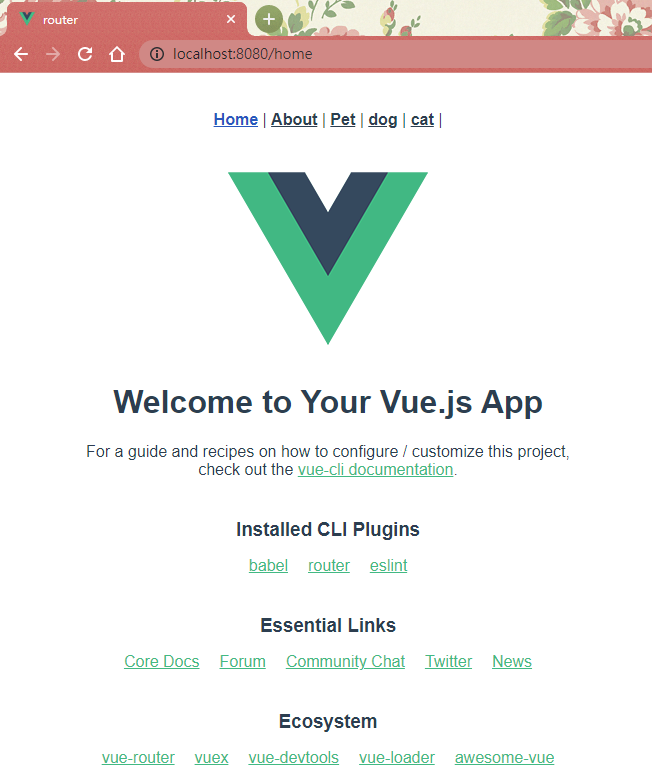 router
localhost:8080/home
Home | About | Pet | dog | cat |
Welcome to Your Vue.js App
For a guide and recipes on how to configure / customize this project,
check out the vue-cli documentation.
Installed CLI Plugins
babel router eslint
Essential Links
Core Docs Forum Community Chat Twitter News
Ecosystem
vue-router vuex vue-devtools vue-loader awesome-vue